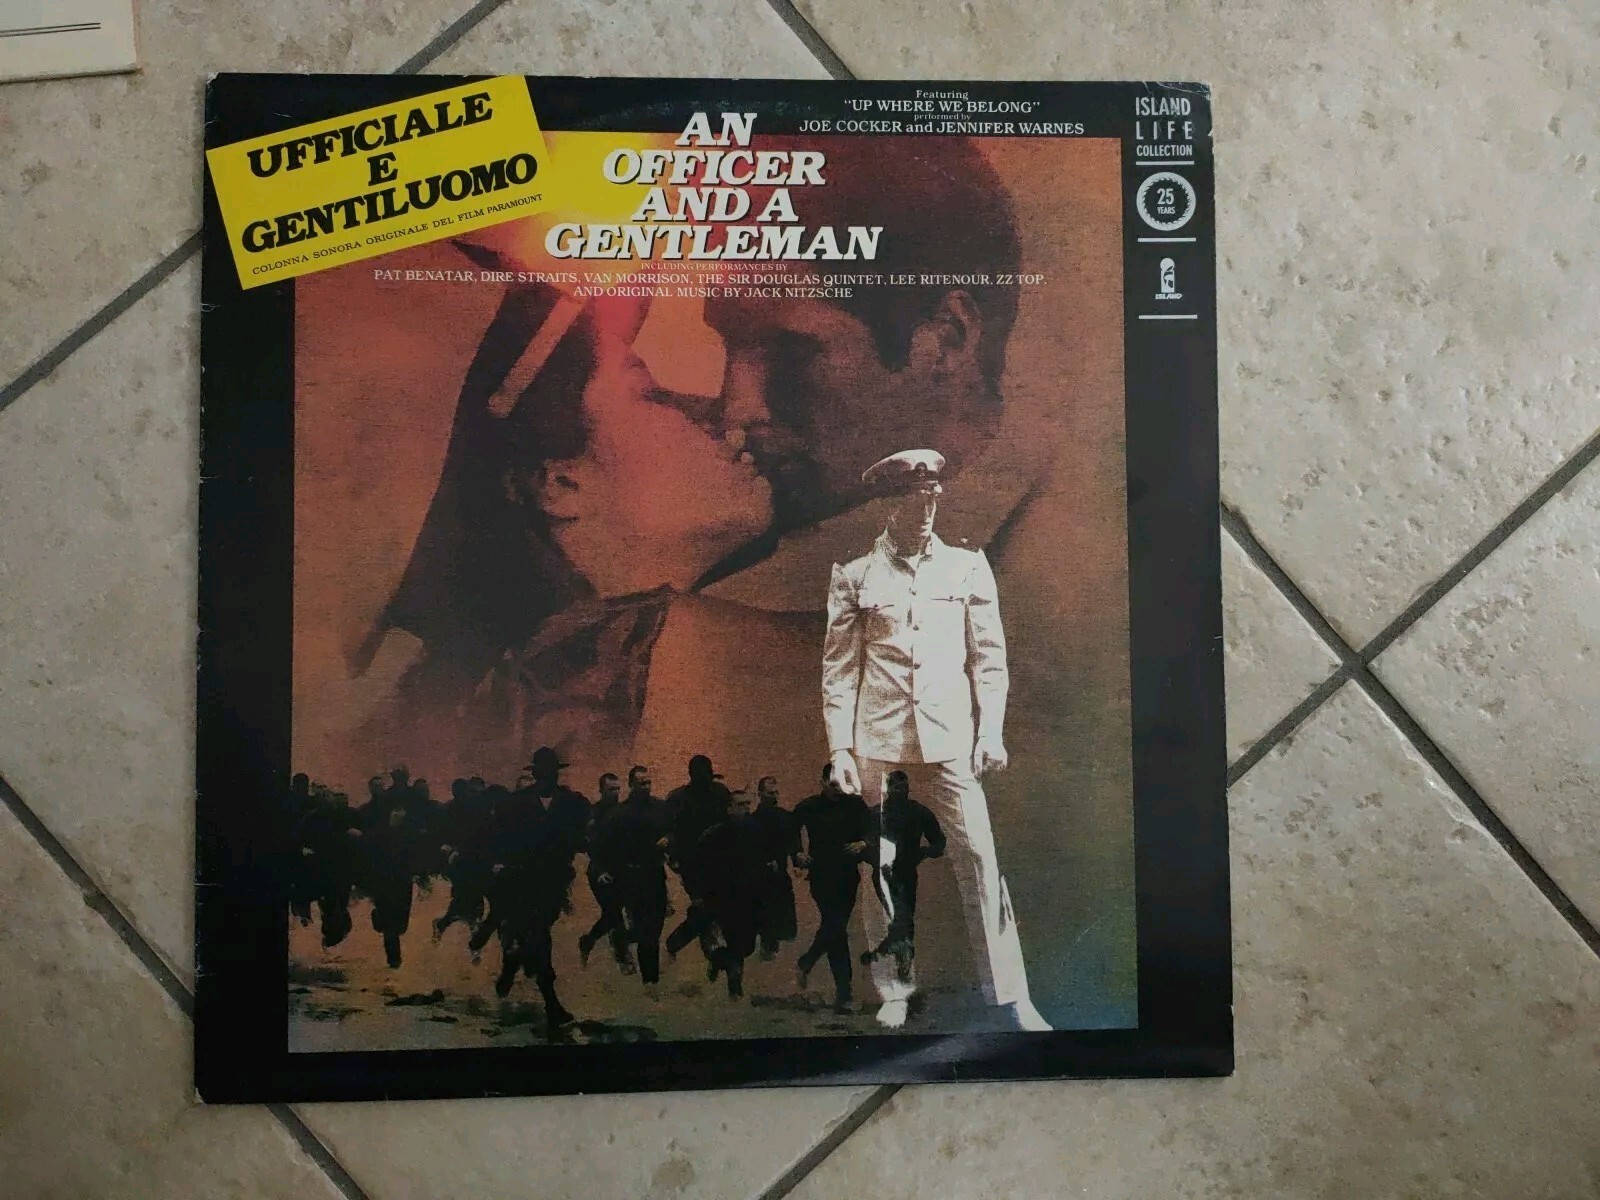 UFFICIALE
E
GENTILUOMO
COLONNA SONORA ORIGINALE DEL FILM PARAMOUNT
Featuring
"UP WHERE WE BELONG"
performed by
JOE COCKER and JENNIFER WARNES
AN
OFFICER
AND A
GENTLEMAN
INCLUDING PERFORMANCES BY
PAT BENATAR, DIRE STRAITS, VAN MORRISON, THE SIR DOUGLAS QUINTET, LEE RITENOUR, ZZ TOP,
AND ORIGINAL MUSIC BY JACK NITZSCHE
ISLAND
LIFE
COLLECTION
25
YEARS
ISLAND